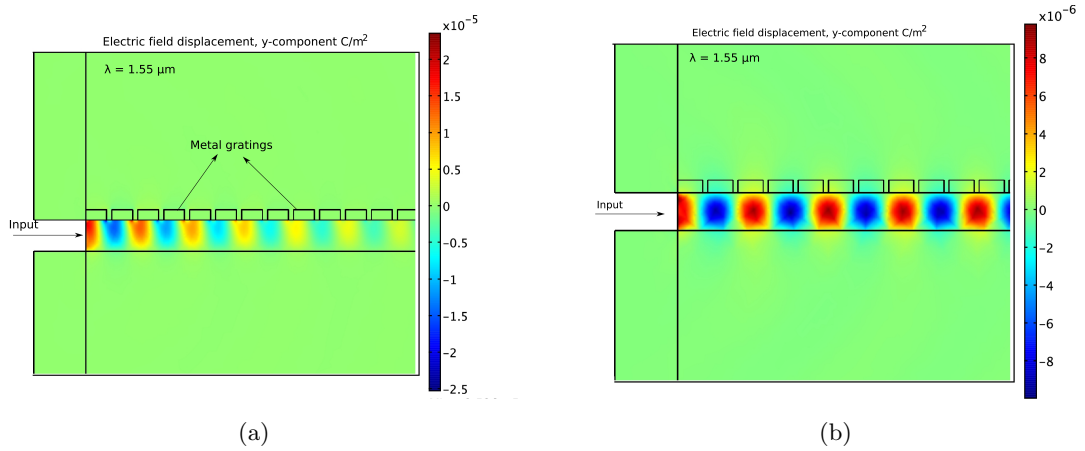 Electric field displacement, y-component C/m²
λ = 1.55 µm
Metal gratings
Input
x10⁻⁵
2
1.5
1
0.5
0
−0.5
−1
−1.5
−2
−2.5
(a)
Electric field displacement, y-component C/m²
λ = 1.55 µm
Input
x10⁻⁶
8
6
4
2
0
−2
−4
−6
−8
(b)